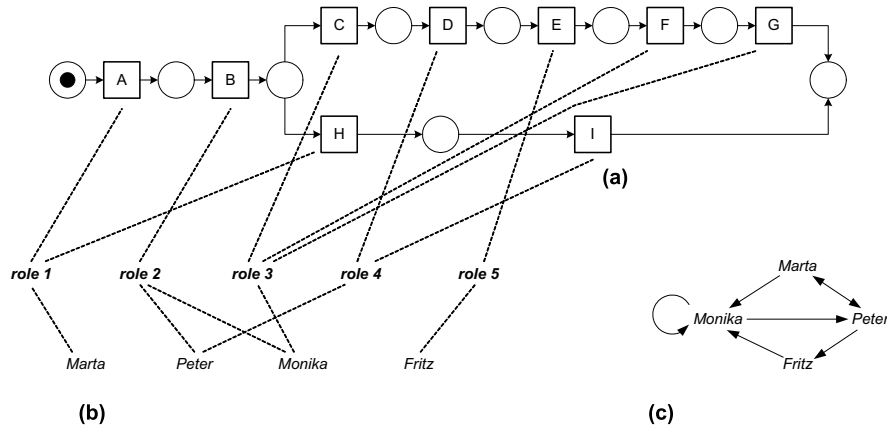 C D E F G
A B
H I
(a)
role 1 role 2 role 3 role 4 role 5
Marta Peter Monika Fritz
(b)
Marta
Monika Peter
Fritz
(c)